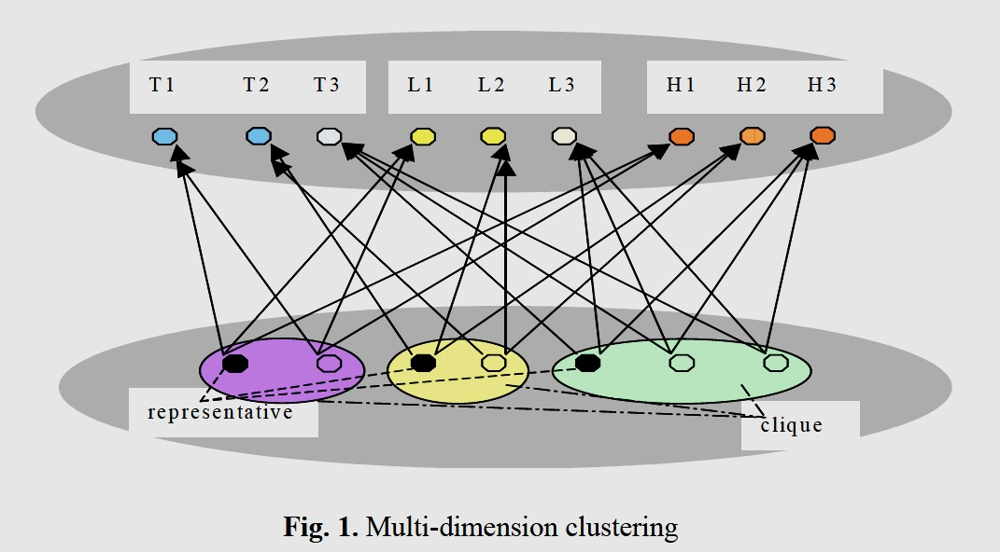 T1 T2 T3 L1 L2 L3 H1 H2 H3
representative
clique
Fig. 1. Multi-dimension clustering